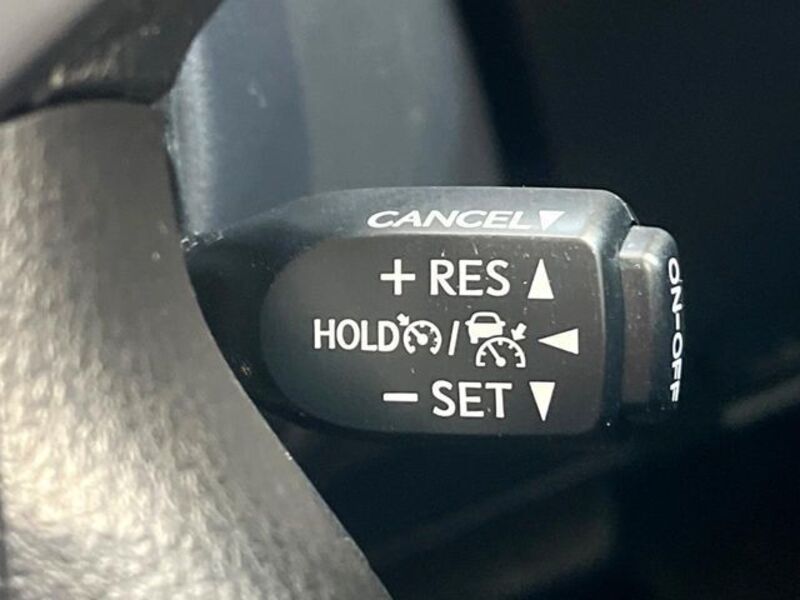 CANCEL▼
+ RES ▲
HOLD / ◀
− SET ▼
ON-OFF